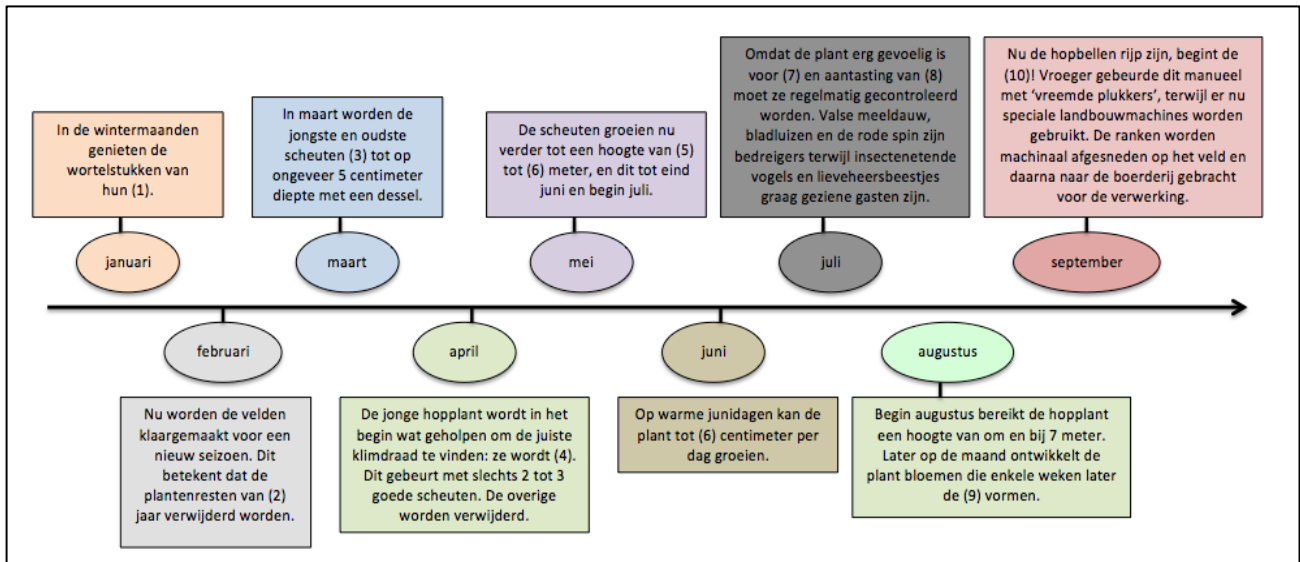 In de wintermaanden
genieten de
wortelstukken van
hun (1).
januari
Nu worden de velden
klaargemaakt voor een
nieuw seizoen. Dit
betekent dat de
plantenresten van (2)
jaar verwijderd worden.
februari
In maart worden de
jongste en oudste
scheuten (3) tot op
ongeveer 5 centimeter
diepte met een dessel.
maart
De jonge hopplant wordt in het
begin wat geholpen om de juiste
klimdraad te vinden: ze wordt (4).
Dit gebeurt met slechts 2 tot 3
goede scheuten. De overige
worden verwijderd.
april
De scheuten groeien nu
verder tot een hoogte van (5)
tot (6) meter, en dit tot eind
juni en begin juli.
mei
Op warme junidagen kan de
plant tot (6) centimeter per
dag groeien.
juni
Omdat de plant erg gevoelig is
voor (7) en aantasting van (8)
moet ze regelmatig gecontroleerd
worden. Valse meeldauw,
bladluizen en de rode spin zijn
bedreigers terwijl insectenetende
vogels en lieveheersbeestjes
graag geziene gasten zijn.
juli
Begin augustus bereikt de hopplant
een hoogte van om en bij 7 meter.
Later op de maand ontwikkelt de
plant bloemen die enkele weken later
de (9) vormen.
augustus
Nu de hopbellen rijp zijn, begint de
(10)! Vroeger gebeurde dit manueel
met ‘vreemde plukkers’, terwijl er nu
speciale landbouwmachines worden
gebruikt. De ranken worden
machinaal afgesneden op het veld en
daarna naar de boerderij gebracht
voor de verwerking.
september